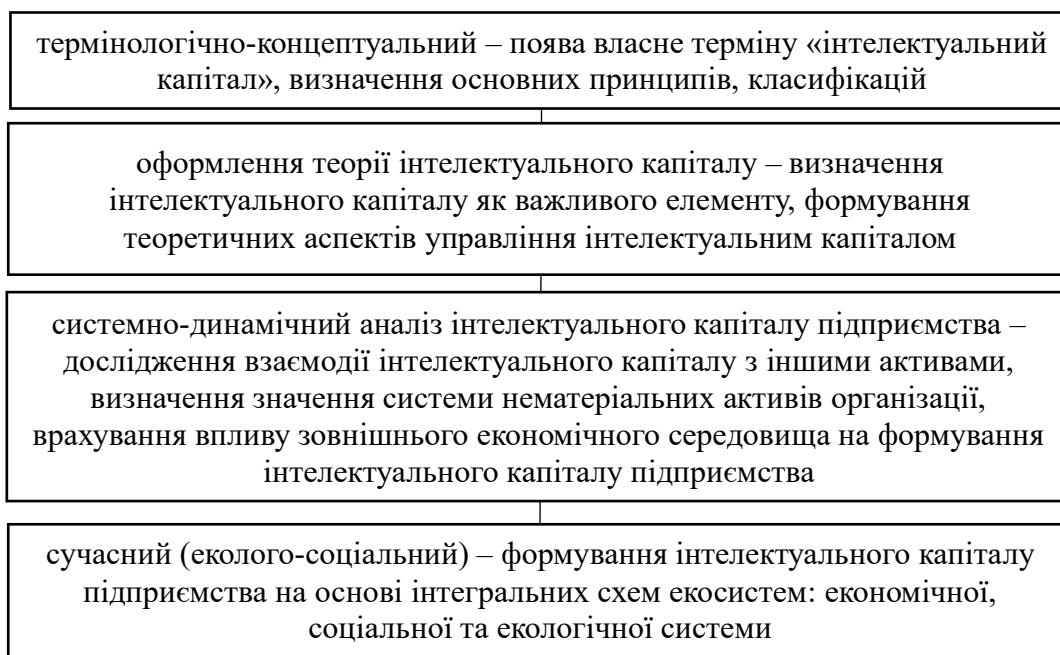 термінологічно-концептуальний – поява власне терміну «інтелектуальний
капітал», визначення основних принципів, класифікацій
оформлення теорії інтелектуального капіталу – визначення
інтелектуального капіталу як важливого елементу, формування
теоретичних аспектів управління інтелектуальним капіталом
системно-динамічний аналіз інтелектуального капіталу підприємства –
дослідження взаємодії інтелектуального капіталу з іншими активами,
визначення значення системи нематеріальних активів організації,
врахування впливу зовнішнього економічного середовища на формування
інтелектуального капіталу підприємства
сучасний (еколого-соціальний) – формування інтелектуального капіталу
підприємства на основі інтегральних схем екосистем: економічної,
соціальної та екологічної системи